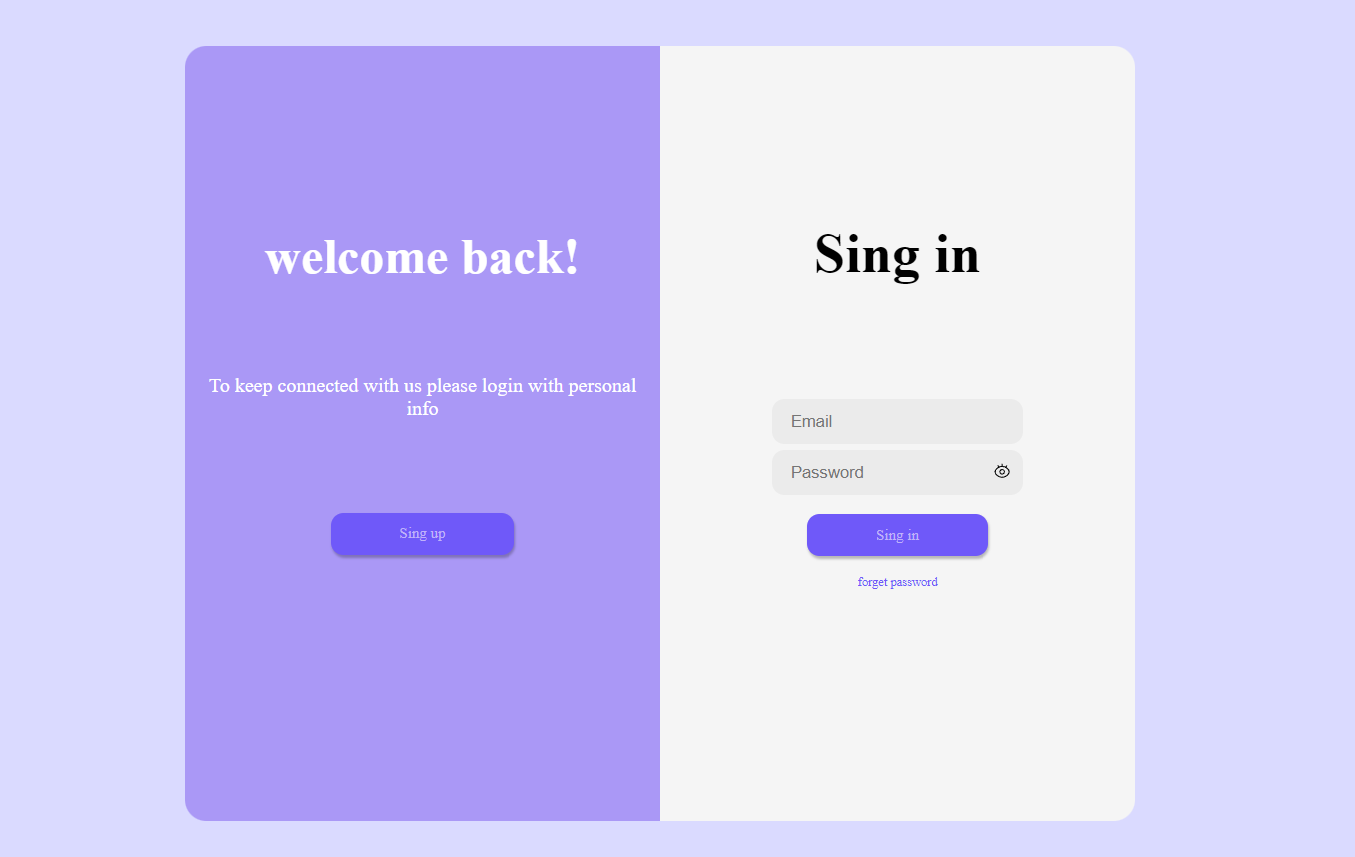 welcome back!
To keep connected with us please login with personal
info
Sing up
Sing in
Email
Password
Sing in
forget password